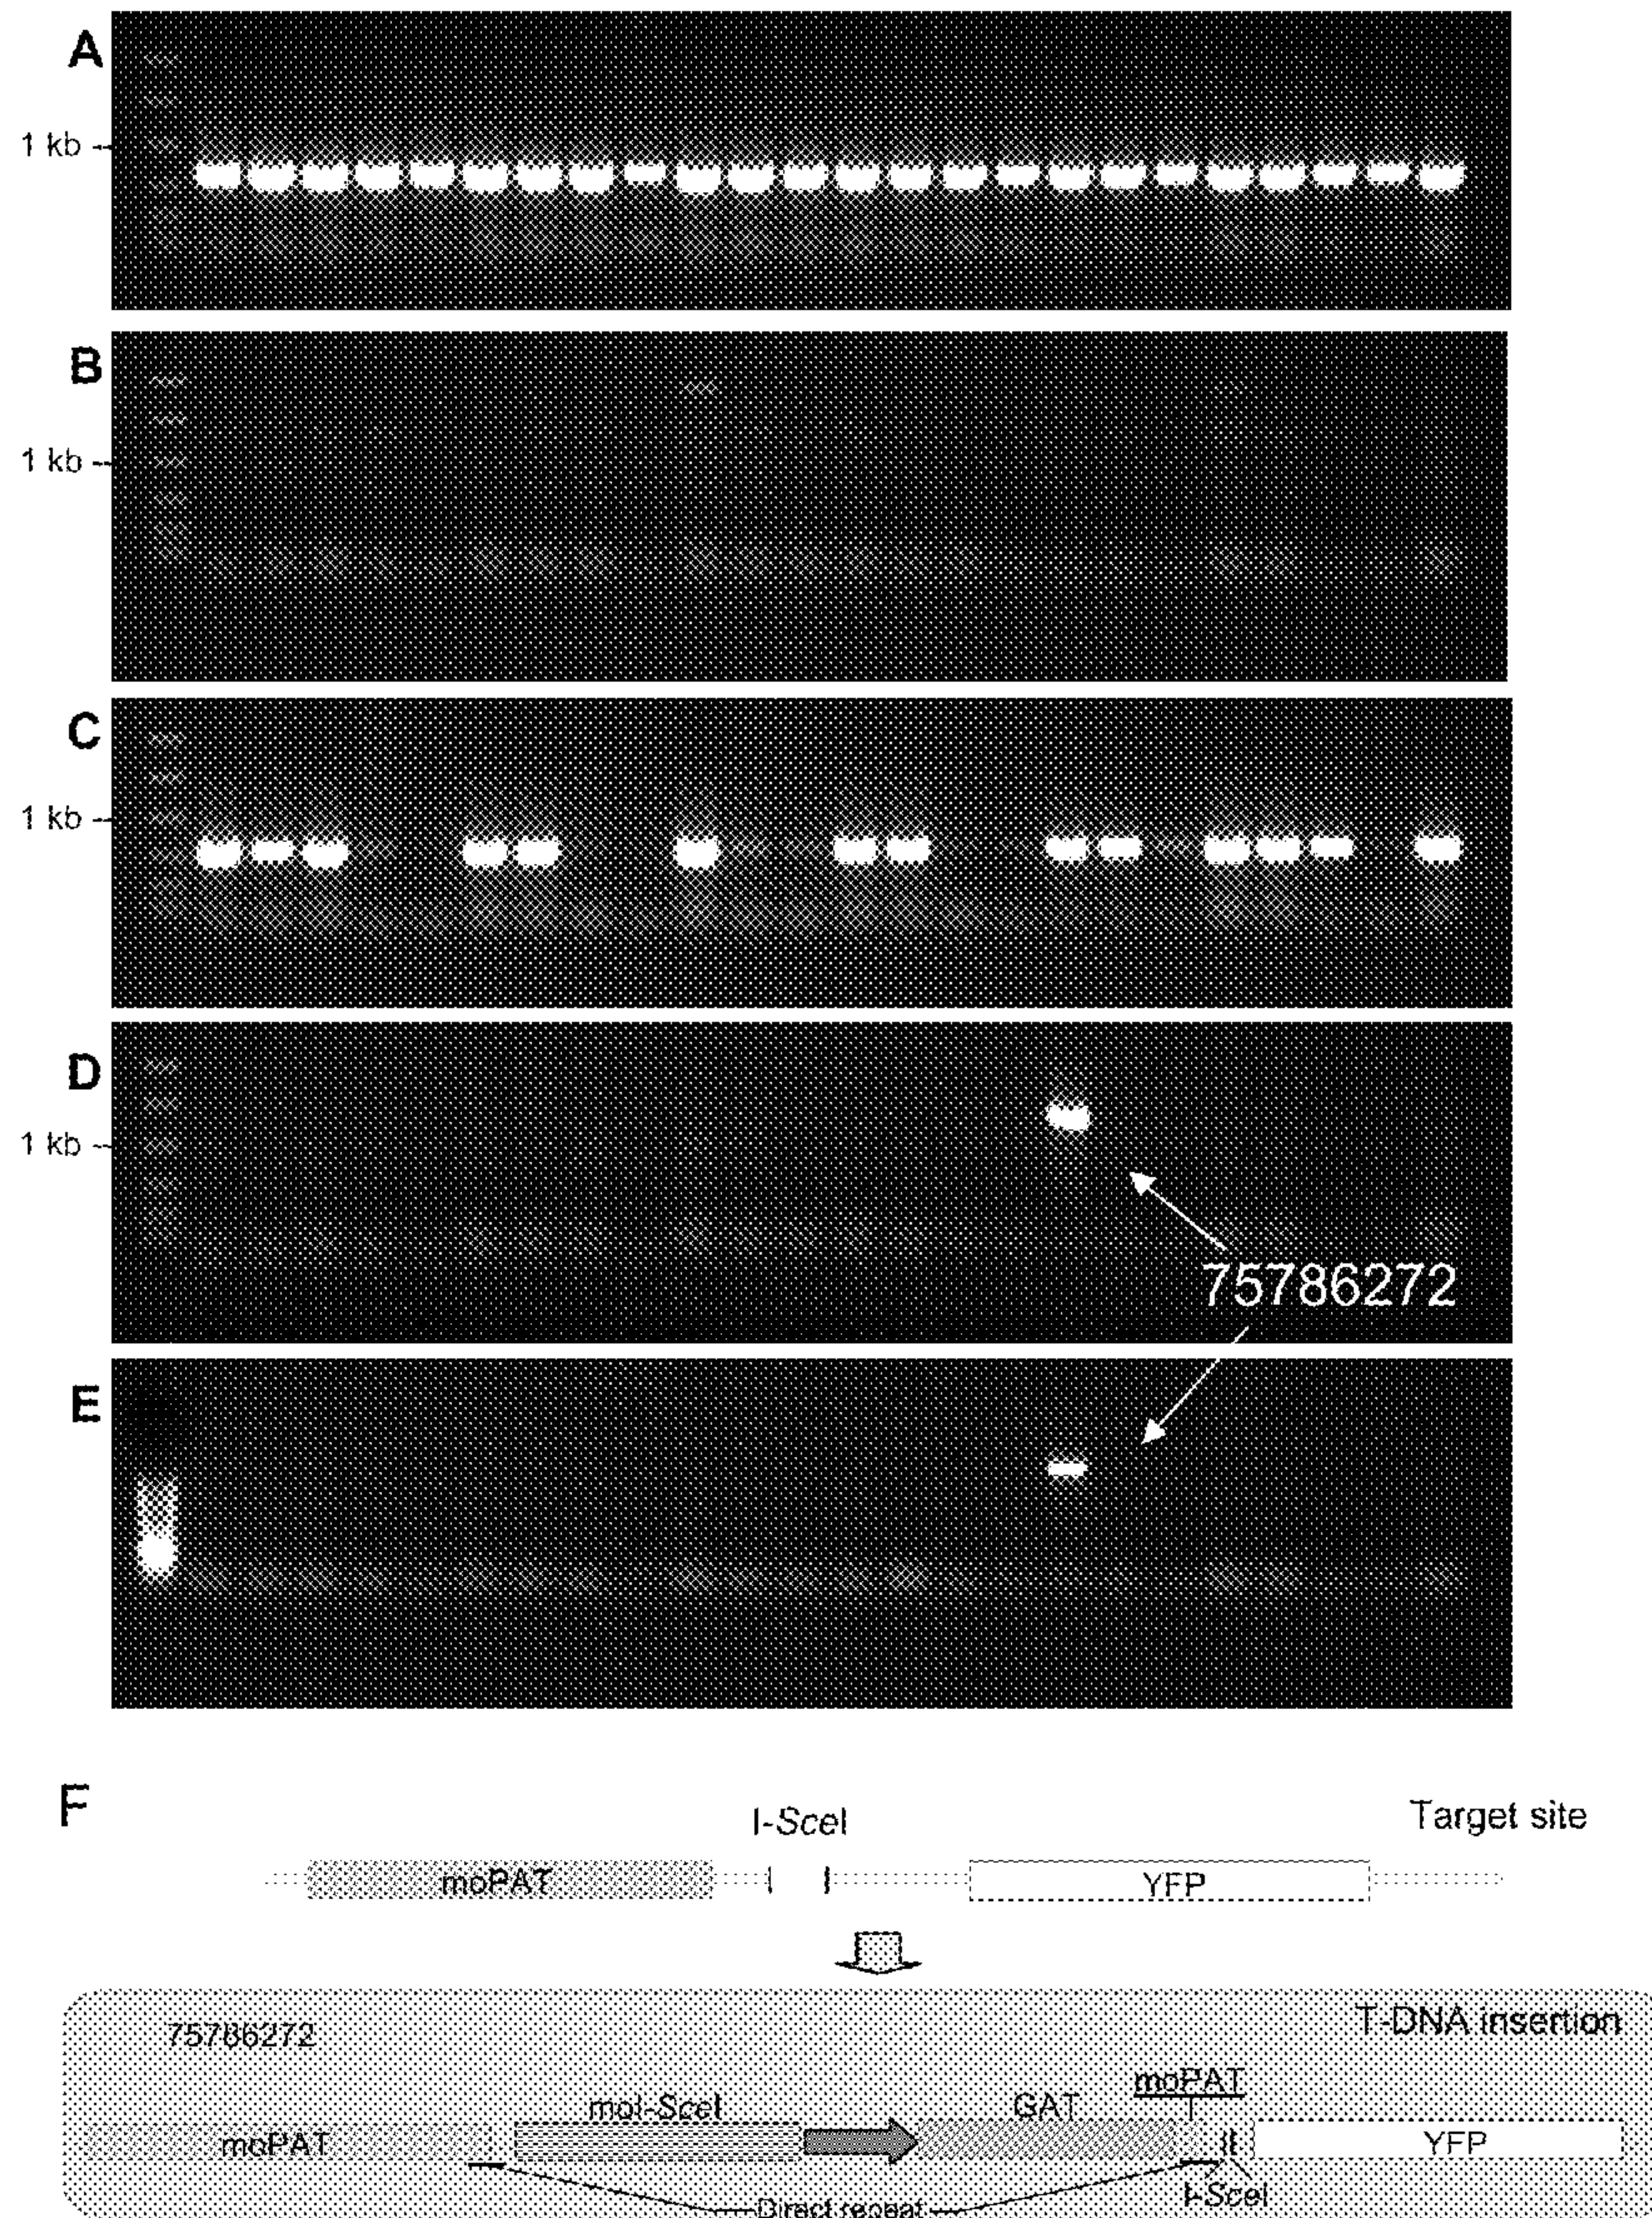 A
1 kb
B
1 kb
C
1 kb
D
1 kb
75786272
E
F
I-SceI
Target site
moPAT
YFP
75786272
T-DNA insertion
moPAT
moI-SceI
GAT
moPAT
YFP
I-SceI
Direct repeat